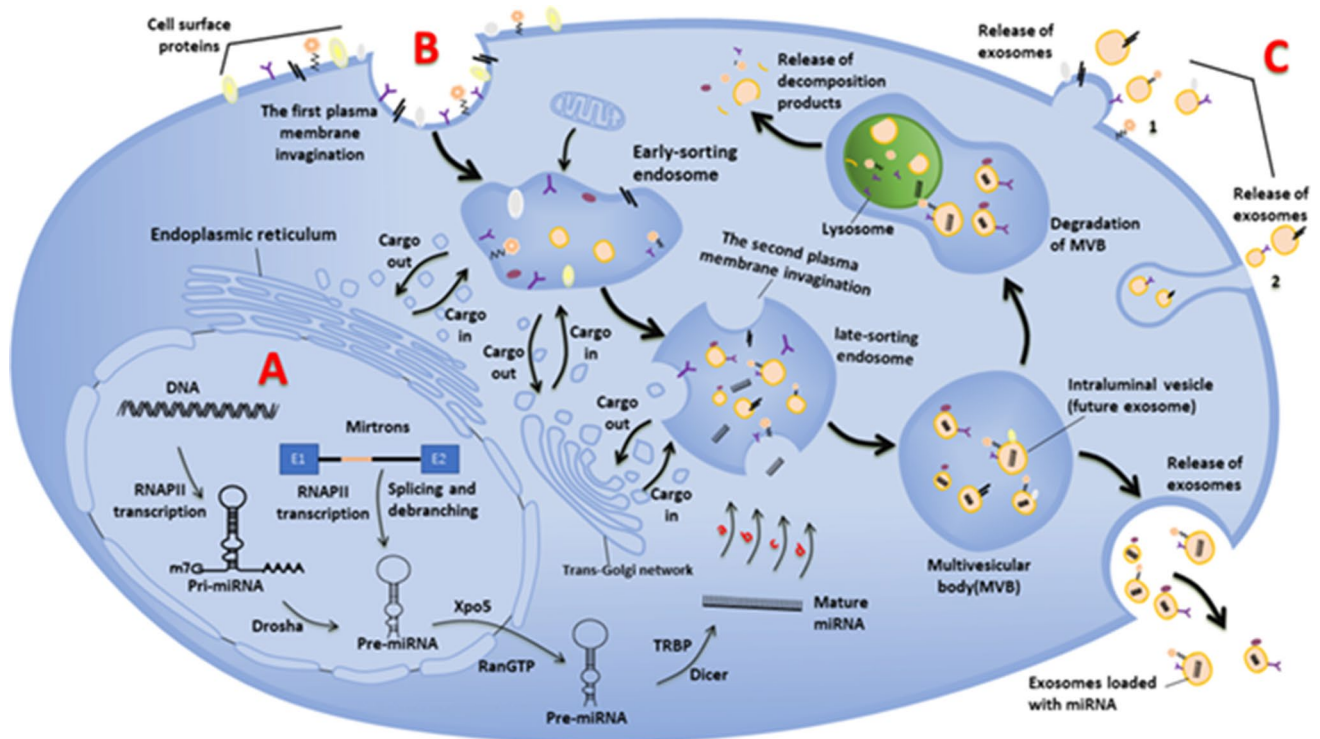 Cell surface
proteins
B
The first plasma
membrane
invagination
Early-sorting
endosome
Release of
decomposition
products
Lysosome
Degradation
of MVB
Release of
exosomes
C
1
Release of
exosomes
2
Endoplasmic reticulum
Cargo
out
Cargo
in
Cargo
out
Cargo
in
The second plasma
membrane invagination
late-sorting
endosome
Cargo
out
Cargo
in
Trans-Golgi network
Intraluminal vesicle
(future exosome)
Multivesicular
body(MVB)
Release of
exosomes
Exosomes loaded
with miRNA
A
DNA
Mirtrons
E1
E2
RNAPII
transcription
RNAPII
transcription
Splicing and
debranching
m7G
AAAA
Pri-miRNA
Drosha
Pre-miRNA
Xpo5
RanGTP
Pre-miRNA
TRBP
Dicer
Mature
miRNA
a
b
c
d